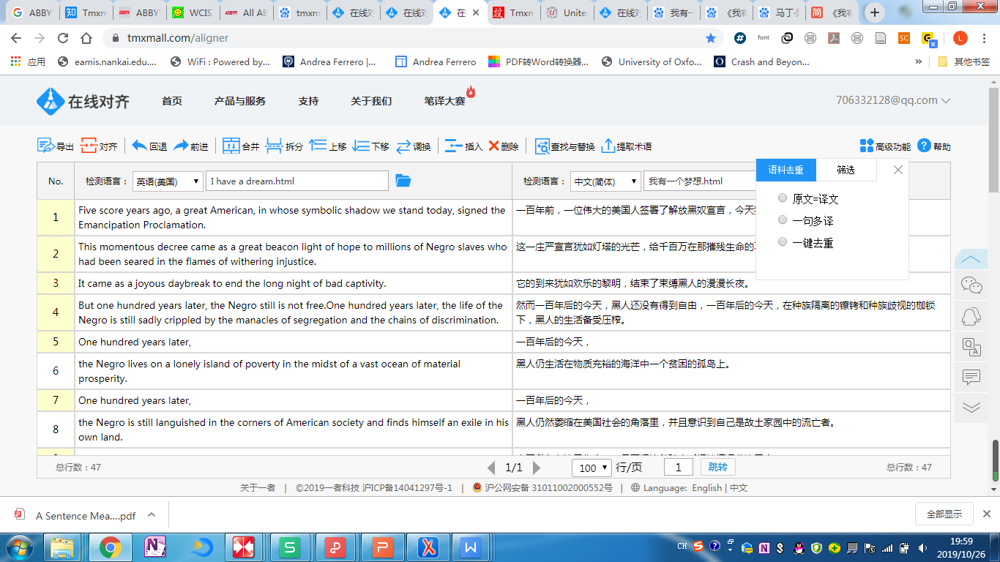 ABBY
Tmxm
ABBY
WCIS
All AB
tmxm
在线对
在线对
在
Tmxm
Unite
在线对
我有一
《我有
马丁·
《我有
tmxmall.com/aligner
font
应用
eamis.nankai.edu....
WiFi : Powered by...
Andrea Ferrero |...
Andrea Ferrero
PDF转Word转换器...
University of Oxfo...
Crash and Beyon...
»
其他书签
在线对齐
首页
产品与服务
支持
关于我们
笔译大赛
706332128@qq.com
导出
对齐
回退
前进
合并
拆分
上移
下移
调换
插入
删除
查找与替换
提取术语
高级功能
帮助
No.
检测语言：
英语(美国)
I have a dream.html
检测语言：
中文(简体)
我有一个梦想.html
语料去重
筛选
原文=译文
一句多译
一键去重
1
Five score years ago, a great American, in whose symbolic shadow we stand today, signed the
Emancipation Proclamation.
一百年前，一位伟大的美国人签署了解放黑奴宣言，今天
2
This momentous decree came as a great beacon light of hope to millions of Negro slaves who
had been seared in the flames of withering injustice.
这一庄严宣言犹如灯塔的光芒，给千百万在那摧残生命的
3
It came as a joyous daybreak to end the long night of bad captivity.
它的到来犹如欢乐的黎明，结束了束缚黑人的漫漫长夜。
4
But one hundred years later, the Negro still is not free.One hundred years later, the life of the
Negro is still sadly crippled by the manacles of segregation and the chains of discrimination.
然而一百年后的今天，黑人还没有得到自由，一百年后的今天，在种族隔离的镣铐和种族歧视的枷锁
下，黑人的生活备受压榨。
5
One hundred years later,
一百年后的今天，
6
the Negro lives on a lonely island of poverty in the midst of a vast ocean of material
prosperity.
黑人仍生活在物质充裕的海洋中一个贫困的孤岛上。
7
One hundred years later,
一百年后的今天，
8
the Negro is still languished in the corners of American society and finds himself an exile in his
own land.
黑人仍然萎缩在美国社会的角落里，并且意识到自己是故土家园中的流亡者。
总行数：47
1/1
100
行/页
1
跳转
总行数：47
关于一者 | ©2019一者科技 沪ICP备14041297号-1 | 沪公网安备 31011002000552号 | Language: English | 中文
A Sentence Mea....pdf
全部显示
CH
19:59
2019/10/26